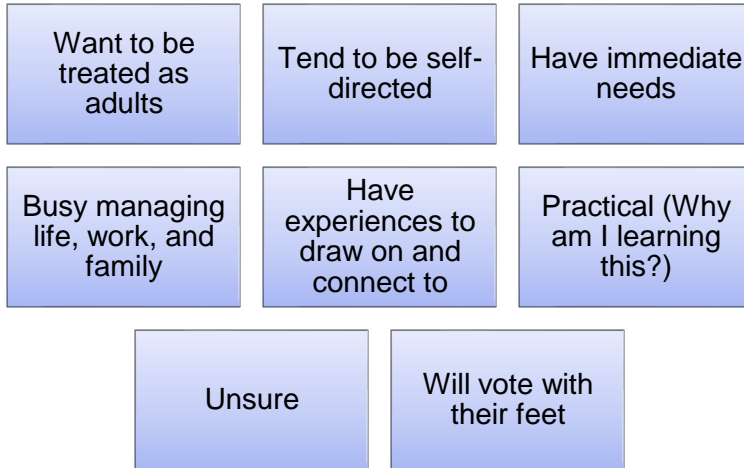 Want to be
treated as
adults
Tend to be self-
directed
Have immediate
needs
Busy managing
life, work, and
family
Have
experiences to
draw on and
connect to
Practical (Why
am I learning
this?)
Unsure
Will vote with
their feet